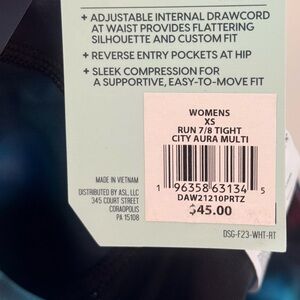 + ADJUSTABLE INTERNAL DRAWCORD
AT WAIST PROVIDES FLATTERING
SILHOUETTE AND CUSTOM FIT
+ REVERSE ENTRY POCKETS AT HIP
+ SLEEK COMPRESSION FOR
A SUPPORTIVE, EASY-TO-MOVE FIT
WOMENS
XS
RUN 7/8 TIGHT
CITY AURA MULTI
1 96358 63134 5
DAW21210PRTZ
$45.00
MADE IN VIETNAM
DISTRIBUTED BY ASL, LLC
345 COURT STREET
CORAOPOLIS
PA 15108
DSG-F23-WHT-RT